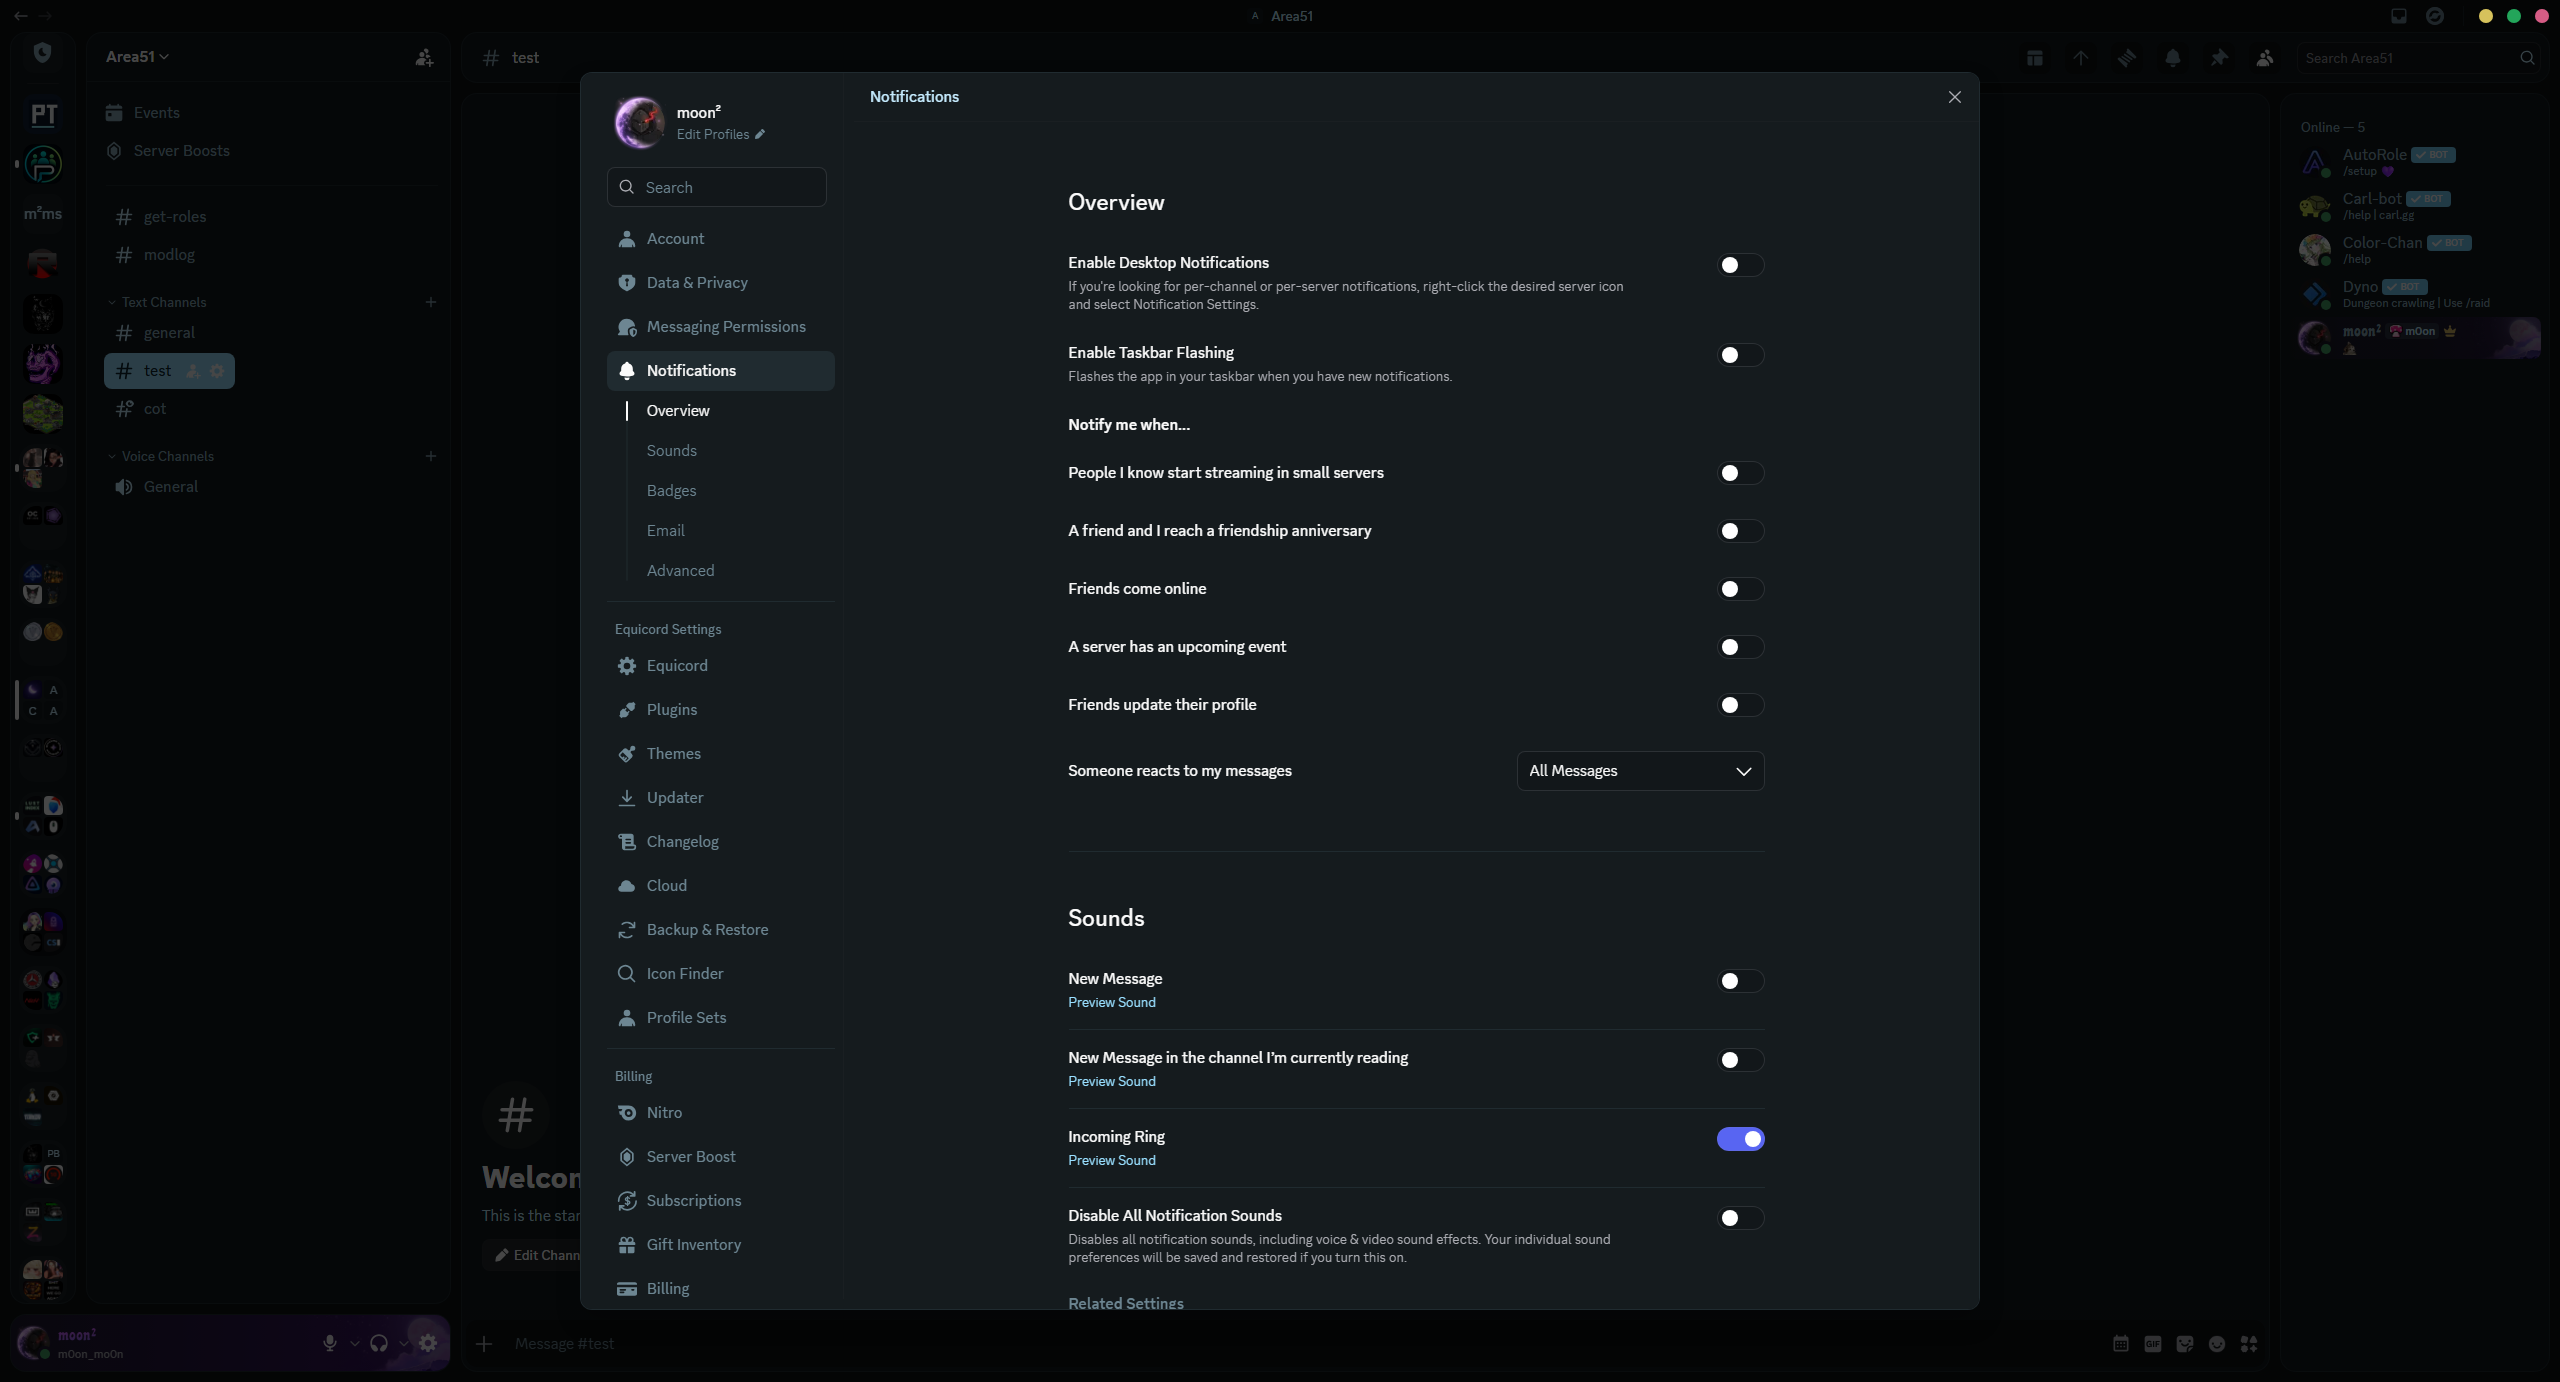 Area51
Area51
Events
Server Boosts
get-roles
modlog
Text Channels
general
test
cot
Voice Channels
General
PT
m²ms
OC
A
C A
CSI
PB
test
Search Area51
Welcom
This is the star
Edit Chann
Message #test
GIF
moon²
m0on_mo0n
Online — 5
AutoRole BOT
/setup
Carl-bot BOT
/help | carl.gg
Color-Chan BOT
/help
Dyno BOT
Dungeon crawling | Use /raid
moon² m0on
moon²
Edit Profiles
Search
Account
Data & Privacy
Messaging Permissions
Notifications
Overview
Sounds
Badges
Email
Advanced
Equicord Settings
Equicord
Plugins
Themes
Updater
Changelog
Cloud
Backup & Restore
Icon Finder
Profile Sets
Billing
Nitro
Server Boost
Subscriptions
Gift Inventory
Billing
Notifications
Overview
Enable Desktop Notifications
If you're looking for per-channel or per-server notifications, right-click the desired server icon
and select Notification Settings.
Enable Taskbar Flashing
Flashes the app in your taskbar when you have new notifications.
Notify me when...
People I know start streaming in small servers
A friend and I reach a friendship anniversary
Friends come online
A server has an upcoming event
Friends update their profile
Someone reacts to my messages
All Messages
Sounds
New Message
Preview Sound
New Message in the channel I'm currently reading
Preview Sound
Incoming Ring
Preview Sound
Disable All Notification Sounds
Disables all notification sounds, including voice & video sound effects. Your individual sound
preferences will be saved and restored if you turn this on.
Related Settings